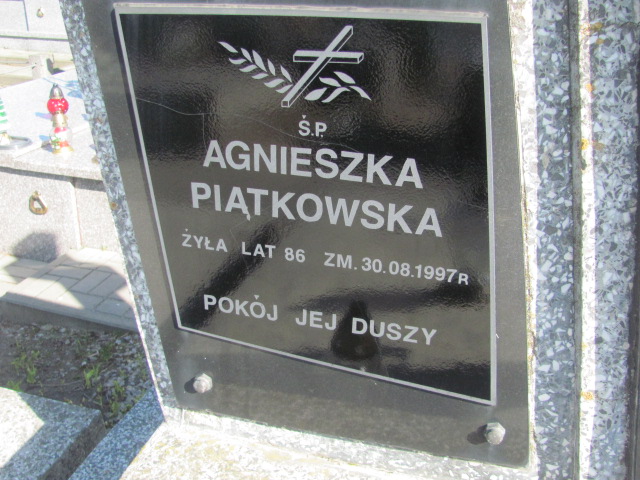 Ś.P
AGNIESZKA
PIĄTKOWSKA
ŻYŁA LAT 86 ZM. 30.08.1997R
POKÓJ JEJ DUSZY